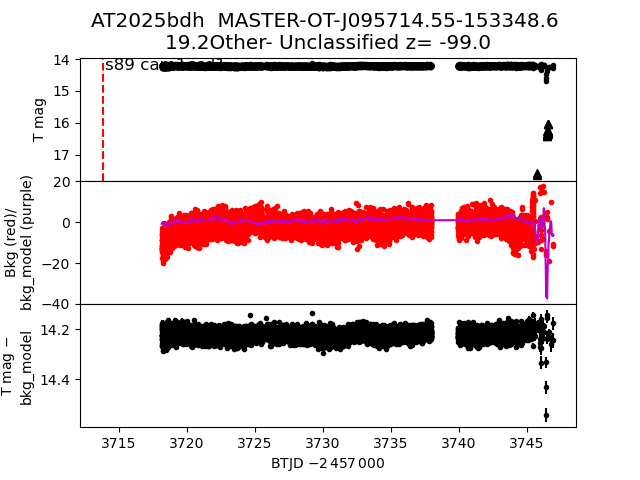 AT2025bdh  MASTER-OT-J095714.55-153348.6
19.2Other- Unclassified z= -99.0
s89
14
15
16
17
T mag
20
0
−20
−40
Bkg (red)/
bkg_model (purple)
14.2
14.4
T mag −
bkg_model
3715 3720 3725 3730 3735 3740 3745
BTJD −2 457 000